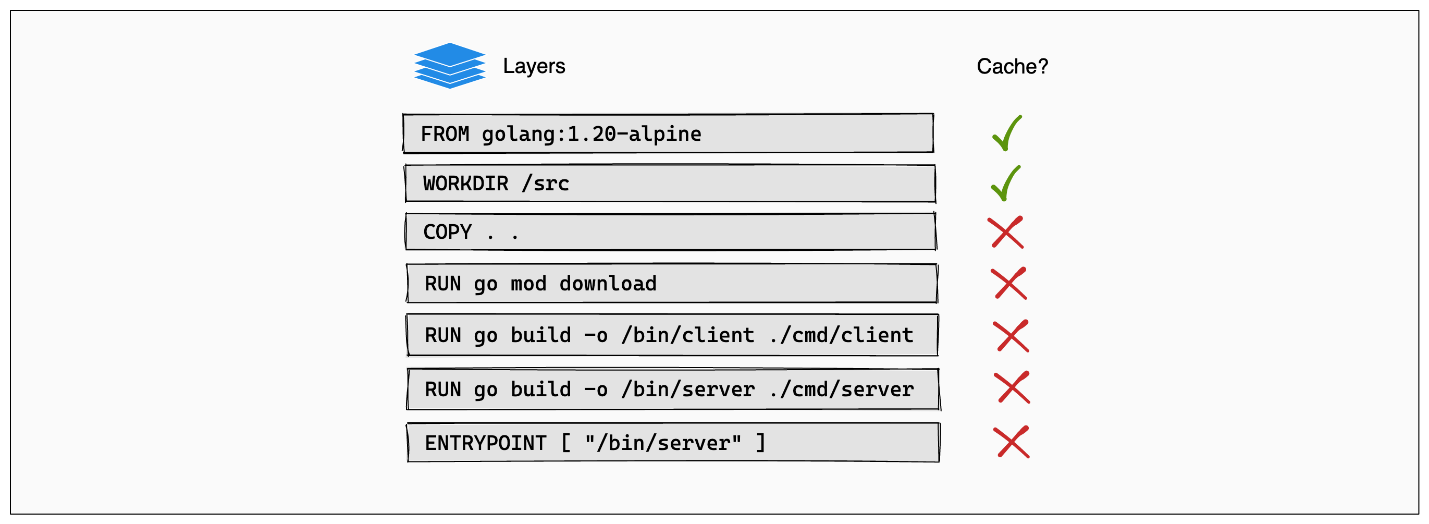 Layers Cache?
FROM golang:1.20-alpine
WORKDIR /src
COPY . .
RUN go mod download
RUN go build -o /bin/client ./cmd/client
RUN go build -o /bin/server ./cmd/server
ENTRYPOINT [ "/bin/server" ]